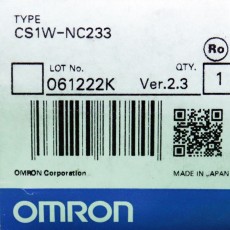 TYPE
CS1W-NC233
Ro
LOT No. QTY.
061222K Ver.2.3 1
OMRON Corporation MADE IN JAPAN
OMRON